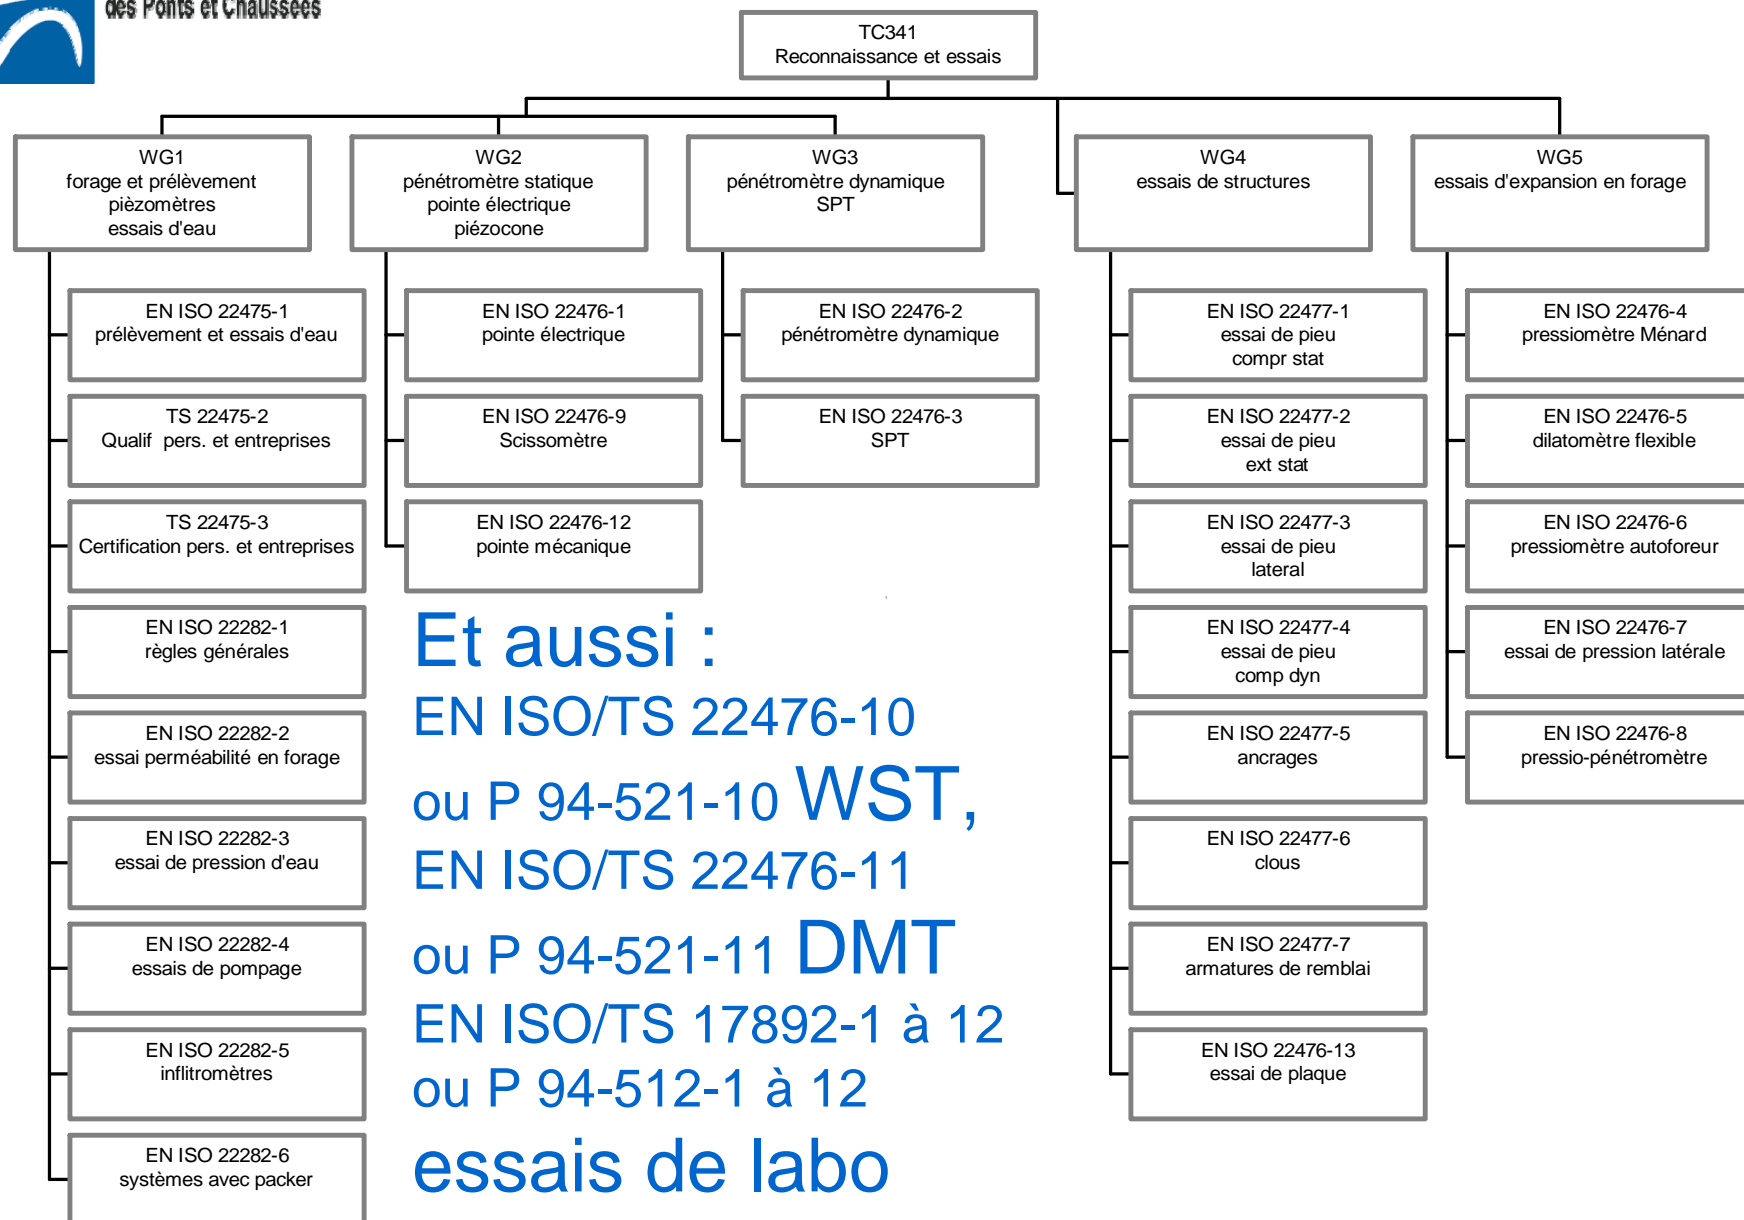 des Ponts et Chaussées
TC341
Reconnaissance et essais
WG1
forage et prélèvement
pièzomètres
essais d'eau
WG2
pénétromètre statique
pointe électrique
piézocone
WG3
pénétromètre dynamique
SPT
WG4
essais de structures
WG5
essais d'expansion en forage
EN ISO 22475-1
prélèvement et essais d'eau
TS 22475-2
Qualif pers. et entreprises
TS 22475-3
Certification pers. et entreprises
EN ISO 22282-1
règles générales
EN ISO 22282-2
essai perméabilité en forage
EN ISO 22282-3
essai de pression d'eau
EN ISO 22282-4
essais de pompage
EN ISO 22282-5
inflitromètres
EN ISO 22282-6
systèmes avec packer
EN ISO 22476-1
pointe électrique
EN ISO 22476-9
Scissomètre
EN ISO 22476-12
pointe mécanique
EN ISO 22476-2
pénétromètre dynamique
EN ISO 22476-3
SPT
EN ISO 22477-1
essai de pieu
compr stat
EN ISO 22477-2
essai de pieu
ext stat
EN ISO 22477-3
essai de pieu
lateral
EN ISO 22477-4
essai de pieu
comp dyn
EN ISO 22477-5
ancrages
EN ISO 22477-6
clous
EN ISO 22477-7
armatures de remblai
EN ISO 22476-13
essai de plaque
EN ISO 22476-4
pressiomètre Ménard
EN ISO 22476-5
dilatomètre flexible
EN ISO 22476-6
pressiomètre autoforeur
EN ISO 22476-7
essai de pression latérale
EN ISO 22476-8
pressio-pénétromètre
Et aussi :
EN ISO/TS 22476-10
ou P 94-521-10 WST,
EN ISO/TS 22476-11
ou P 94-521-11 DMT
EN ISO/TS 17892-1 à 12
ou P 94-512-1 à 12
essais de labo